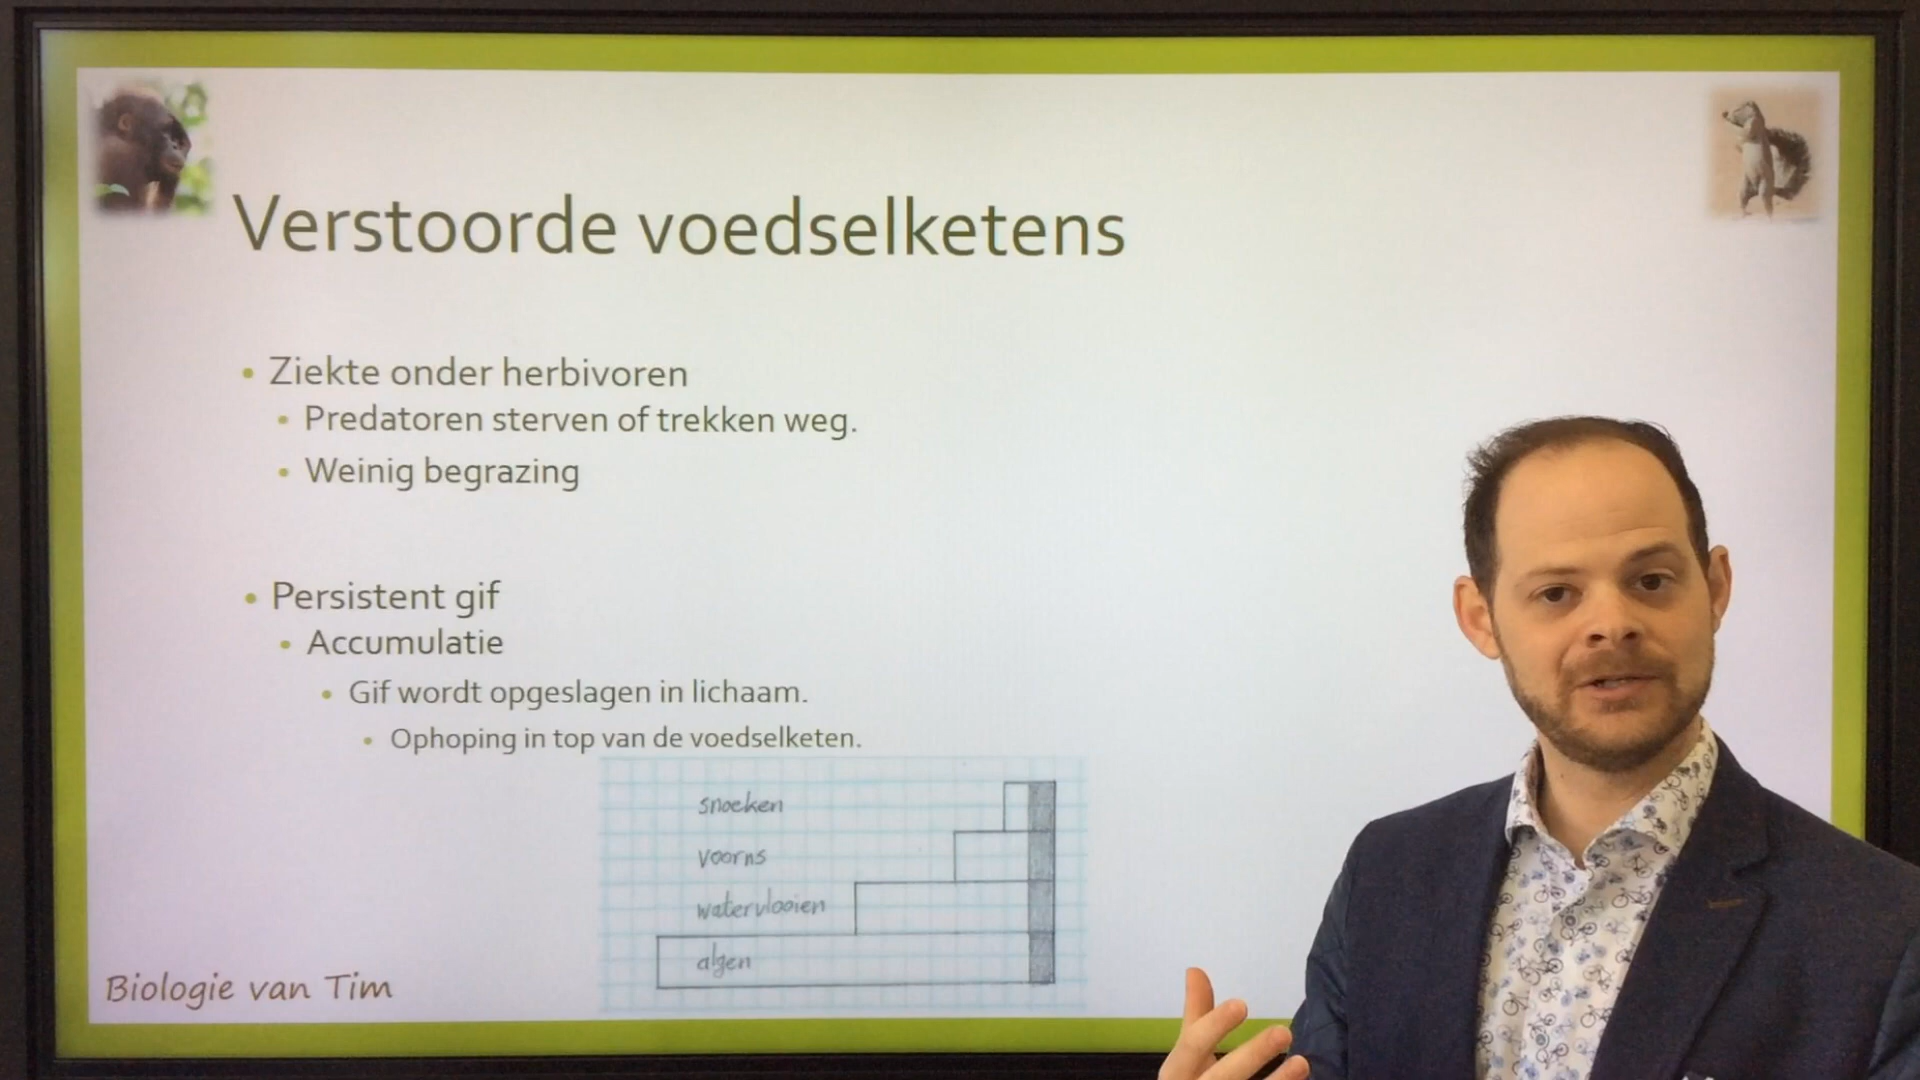 Verstoorde voedselketens
• Ziekte onder herbivoren
• Predatoren sterven of trekken weg.
• Weinig begrazing
• Persistent gif
• Accumulatie
• Gif wordt opgeslagen in lichaam.
• Ophoping in top van de voedselketen.
snoeken
voorns
watervlooien
algen
Biologie van Tim